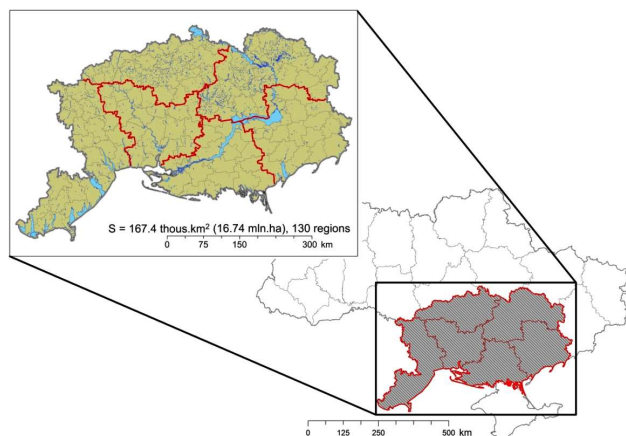 S = 167.4 thous.km² (16.74 mln.ha), 130 regions
0 75 150 300 km
0 125 250 500 km